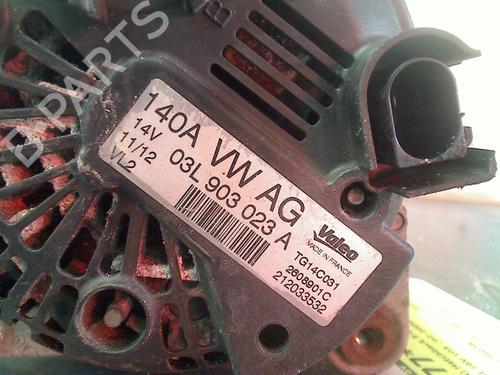 B-PARTS
B
140A VW AG
14V
03L 903 023 A
11/12
VL2
Valeo
MADE IN FRANCE
TG14C031
2608901C
212033532